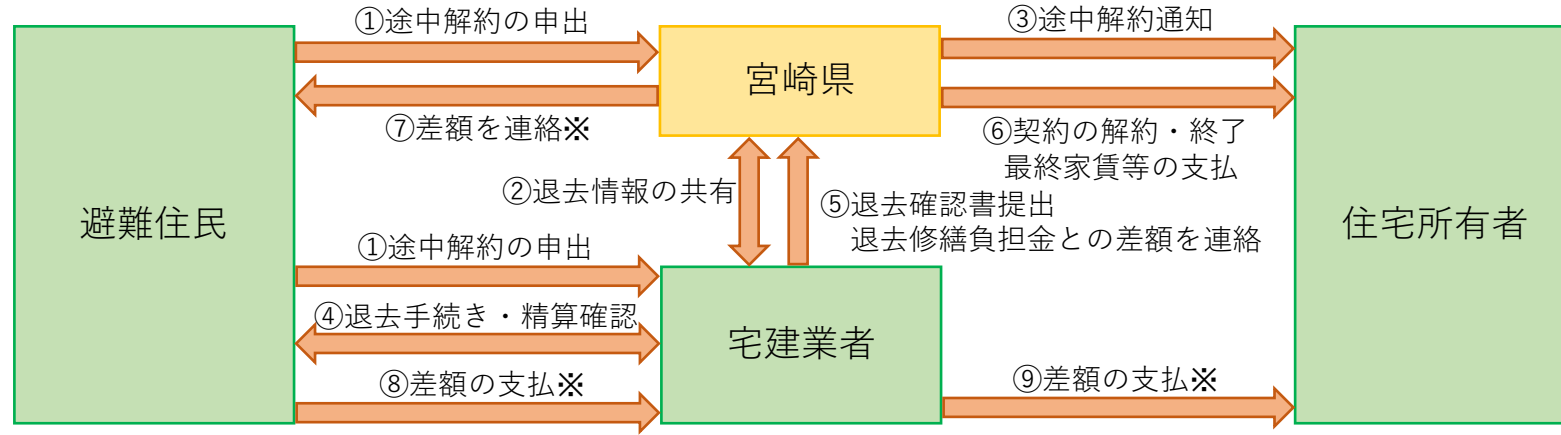 ①途中解約の申出
③途中解約通知
宮崎県
⑦差額を連絡※
⑥契約の解約・終了
最終家賃等の支払
②退去情報の共有
⑤退去確認書提出
退去修繕負担金との差額を連絡
避難住民
住宅所有者
①途中解約の申出
④退去手続き・精算確認
宅建業者
⑧差額の支払※
⑨差額の支払※